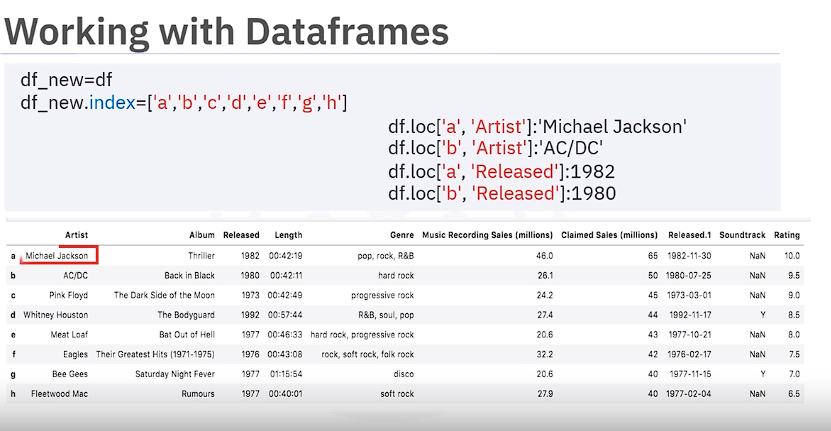 Working with Dataframes
df_new=df
df_new.index=['a','b','c','d','e','f','g','h']
df.loc['a', 'Artist']:'Michael Jackson'
df.loc['b', 'Artist']:'AC/DC'
df.loc['a', 'Released']:1982
df.loc['b', 'Released']:1980
Artist Album Released Length Genre Music Recording Sales (millions) Claimed Sales (millions) Released.1 Soundtrack Rating
a Michael Jackson Thriller 1982 00:42:19 pop, rock, R&B 46.0 65 1982-11-30 NaN 10.0
b AC/DC Back in Black 1980 00:42:11 hard rock 26.1 50 1980-07-25 NaN 9.5
c Pink Floyd The Dark Side of the Moon 1973 00:42:49 progressive rock 24.2 45 1973-03-01 NaN 9.0
d Whitney Houston The Bodyguard 1992 00:57:44 R&B, soul, pop 27.4 44 1992-11-17 Y 8.5
e Meat Loaf Bat Out of Hell 1977 00:46:33 hard rock, progressive rock 20.6 43 1977-10-21 NaN 8.0
f Eagles Their Greatest Hits (1971-1975) 1976 00:43:08 rock, soft rock, folk rock 32.2 42 1976-02-17 NaN 7.5
g Bee Gees Saturday Night Fever 1977 01:15:54 disco 20.6 40 1977-11-15 Y 7.0
h Fleetwood Mac Rumours 1977 00:40:01 soft rock 27.9 40 1977-02-04 NaN 6.5